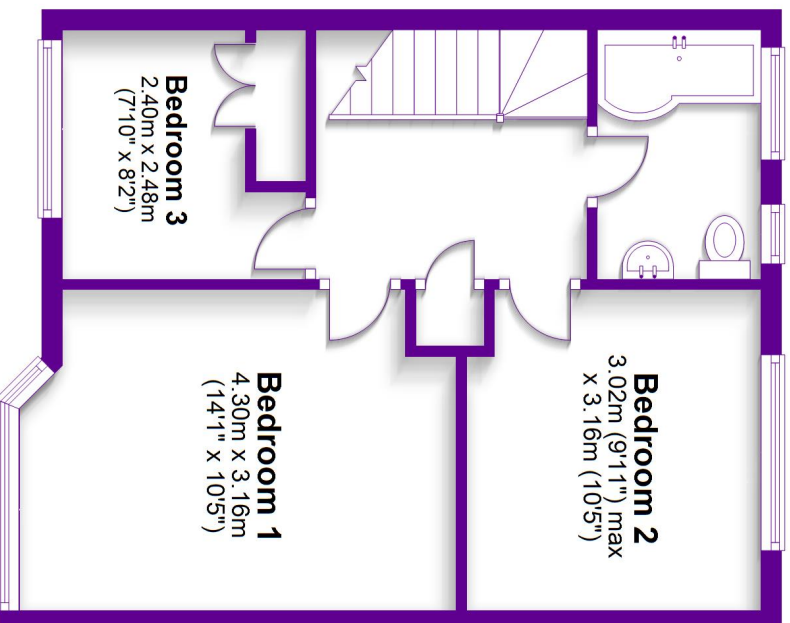 Bedroom 3
2.40m x 2.48m
(7'10" x 8'2")
Bedroom 1
4.30m x 3.16m
(14'1" x 10'5")
Bedroom 2
3.02m (9'11") max
x 3.16m (10'5")